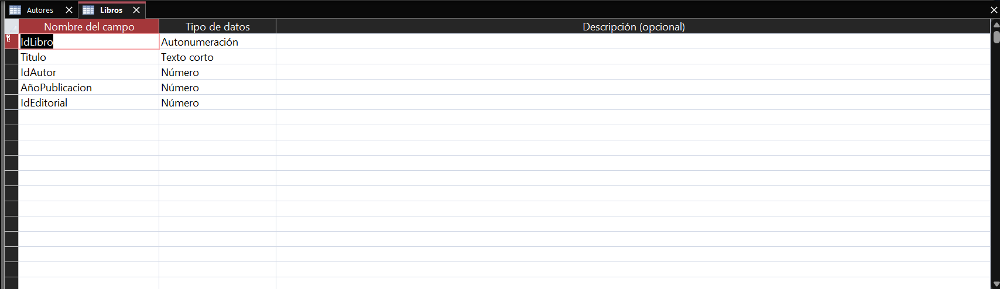 Autores Libros
Nombre del campo Tipo de datos Descripción (opcional)
IdLibro Autonumeración
Titulo Texto corto
IdAutor Número
AñoPublicacion Número
IdEditorial Número